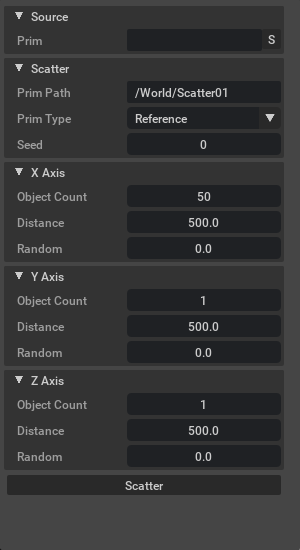 Source
Prim S
Scatter
Prim Path /World/Scatter01
Prim Type Reference
Seed 0
X Axis
Object Count 50
Distance 500.0
Random 0.0
Y Axis
Object Count 1
Distance 500.0
Random 0.0
Z Axis
Object Count 1
Distance 500.0
Random 0.0
Scatter